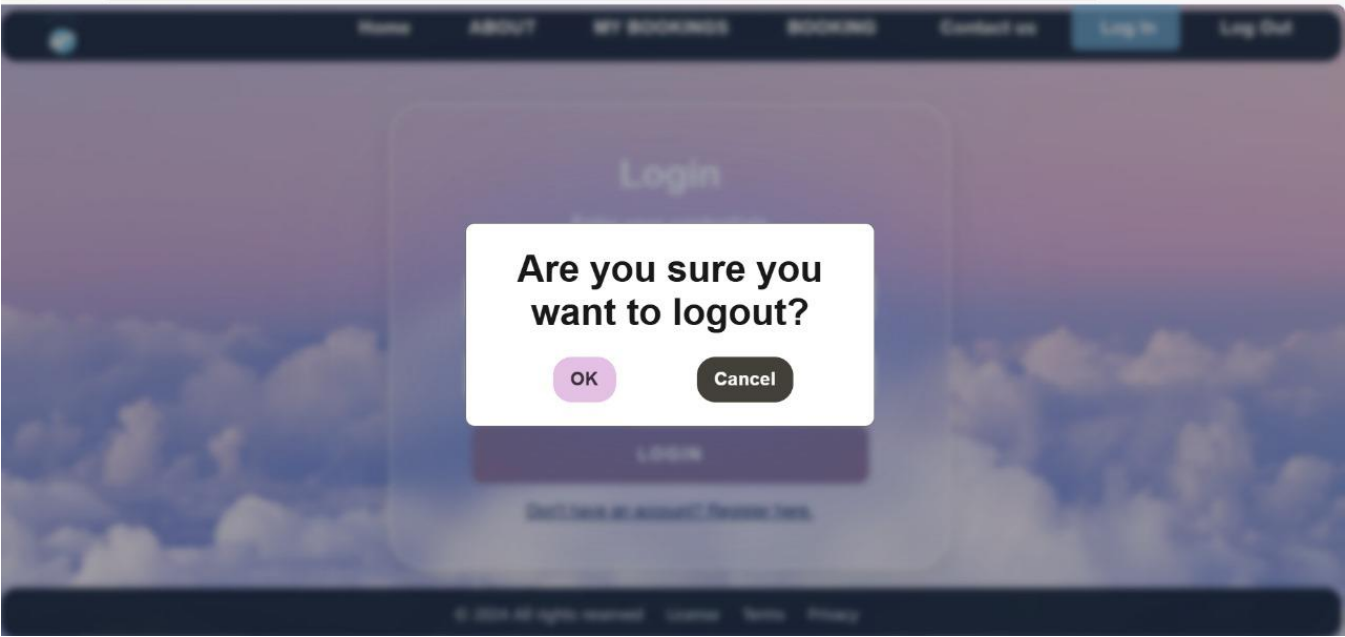 Home ABOUT MY BOOKINGS BOOKING Contact us Log In Log Out
Login
Are you sure you
want to logout?
OK Cancel
LOGIN
Don't have an account? Register here.
© 2024 All rights reserved License Terms Privacy